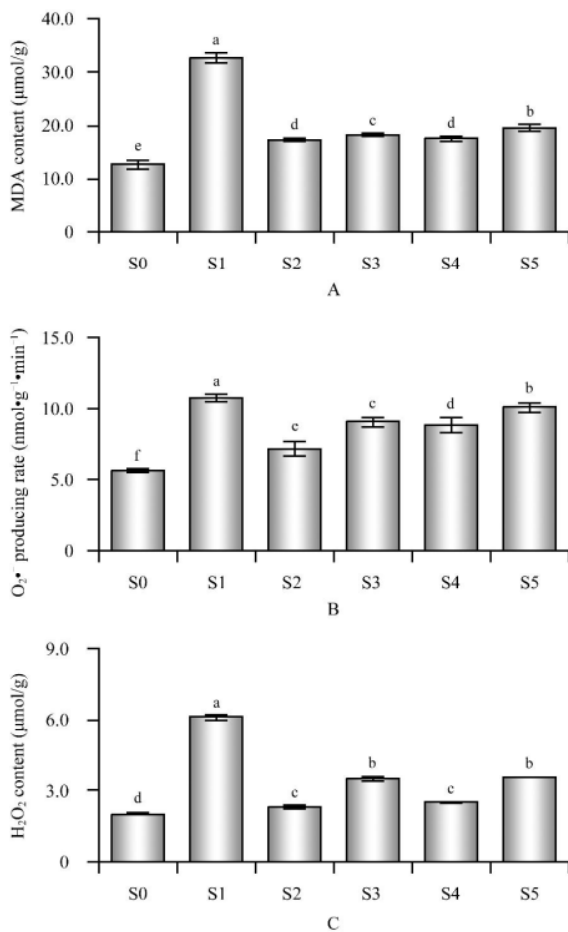 MDA content (μmol/g)
40.0
30.0
20.0
10.0
0
e
a
d
c
d
b
S0 S1 S2 S3 S4 S5
A
O₂•⁻ producing rate (nmol•g⁻¹•min⁻¹)
15.0
10.0
5.0
0
f
a
e
c
d
b
S0 S1 S2 S3 S4 S5
B
H₂O₂ content (μmol/g)
9.0
6.0
3.0
0
d
a
c
b
c
b
S0 S1 S2 S3 S4 S5
C